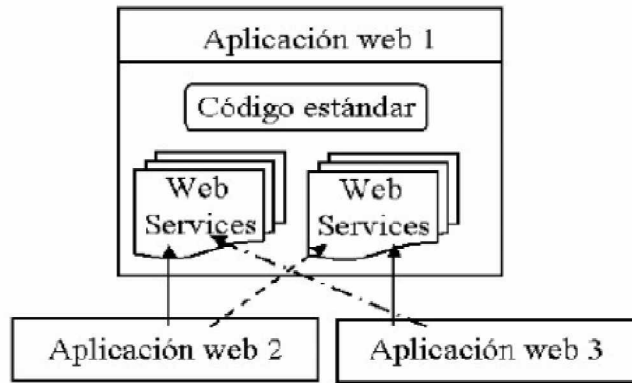 Aplicación web 1
Código estándar
Web
Services
Web
Services
Aplicación web 2
Aplicación web 3